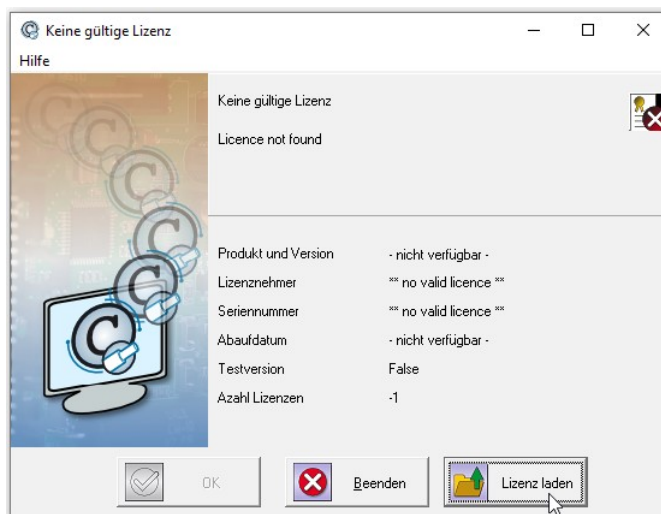 Keine gültige Lizenz
Hilfe
Keine gültige Lizenz
Licence not found
Produkt und Version - nicht verfügbar -
Lizenznehmer ** no valid licence **
Seriennummer ** no valid licence **
Abaufdatum - nicht verfügbar -
Testversion False
Azahl Lizenzen -1
OK Beenden Lizenz laden